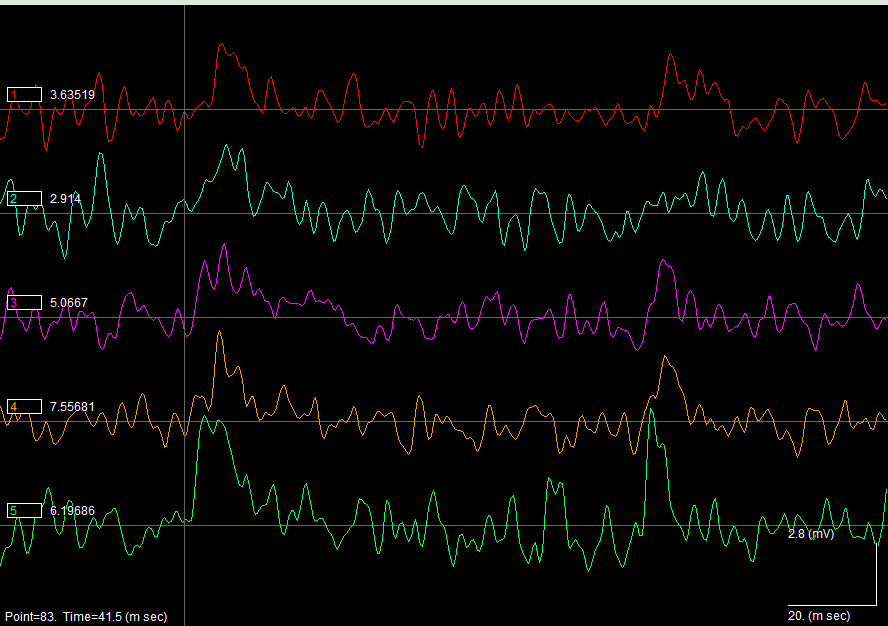 1 3.63519
2 2.914
3 5.0667
4 7.55681
5 6.19686
2.8 (mV)
20. (m sec)
Point=83. Time=41.5 (m sec)